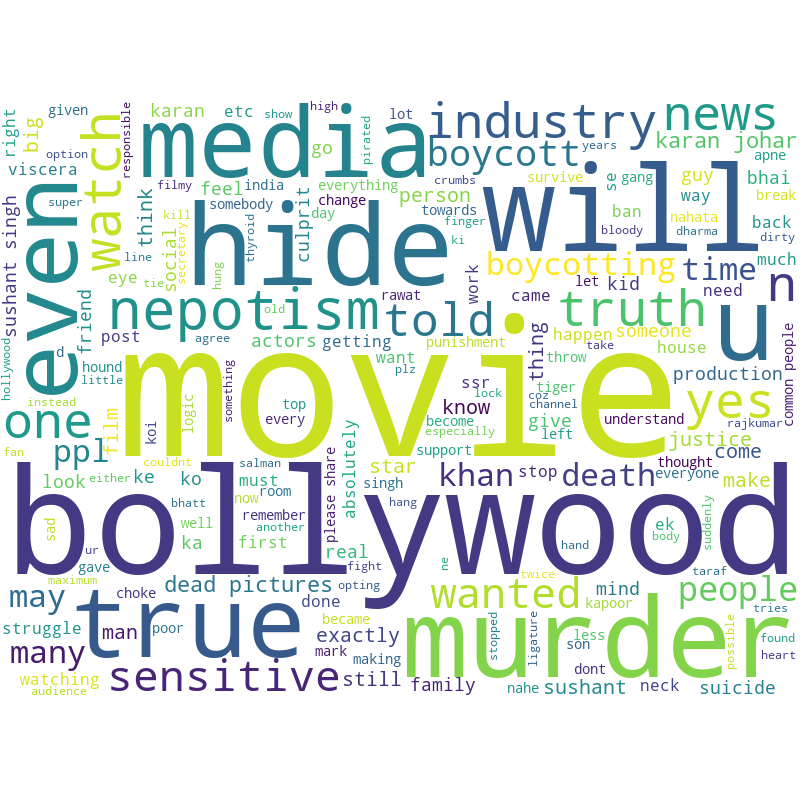 movie
bollywood
will
hide
murder
media
true
even
u
nepotism
industry
watch
truth
one
yes
told
sensitive
wanted
news
boycott
boycotting
n
khan
death
people
many
ppl
may
time
karan johar
sushant singh
viscera
right
big
given
karan
etc
show
high
lot
pirated
option
super
line
think
friend
responsible
filmy
feel
india
everything
go
somebody
day
change
kill
secretary
social
eye
tie
hung
thyroid
culprit
person
towards
crumbs
finger
ki
survive
se
gang
years
ban
guy
way
nahata
bhai
apne
break
back
dirty
dharma
bloody
much
need
let
kid
work
came
happen
someone
house
production
common people
hollywood
d
post
hound
little
instead
fan
actors
getting
old
agree
punishment
want
plz
thing
throw
take
tiger
coz
channel
lock
ssr
know
become
especially
support
give
left
understand
rajkumar
justice
rawat
something
logic
film
koi
every
top
couldnt
salman
star
singh
stop
thought
everyone
come
make
look
either
ke
ko
must
room
now
remember
another
please share
absolutely
hang
bhatt
well
ka
first
real
fight
ne
hand
ek
body
suddenly
sad
ur
gave
maximum
choke
dead pictures
opting
done
twice
kapoor
mind
taraf
tries
struggle
man
poor
became
exactly
mark
making
still
family
stopped
ligature
less
son
dont
possible
found
heart
watching
audience
nahe
sushant
neck
suicide